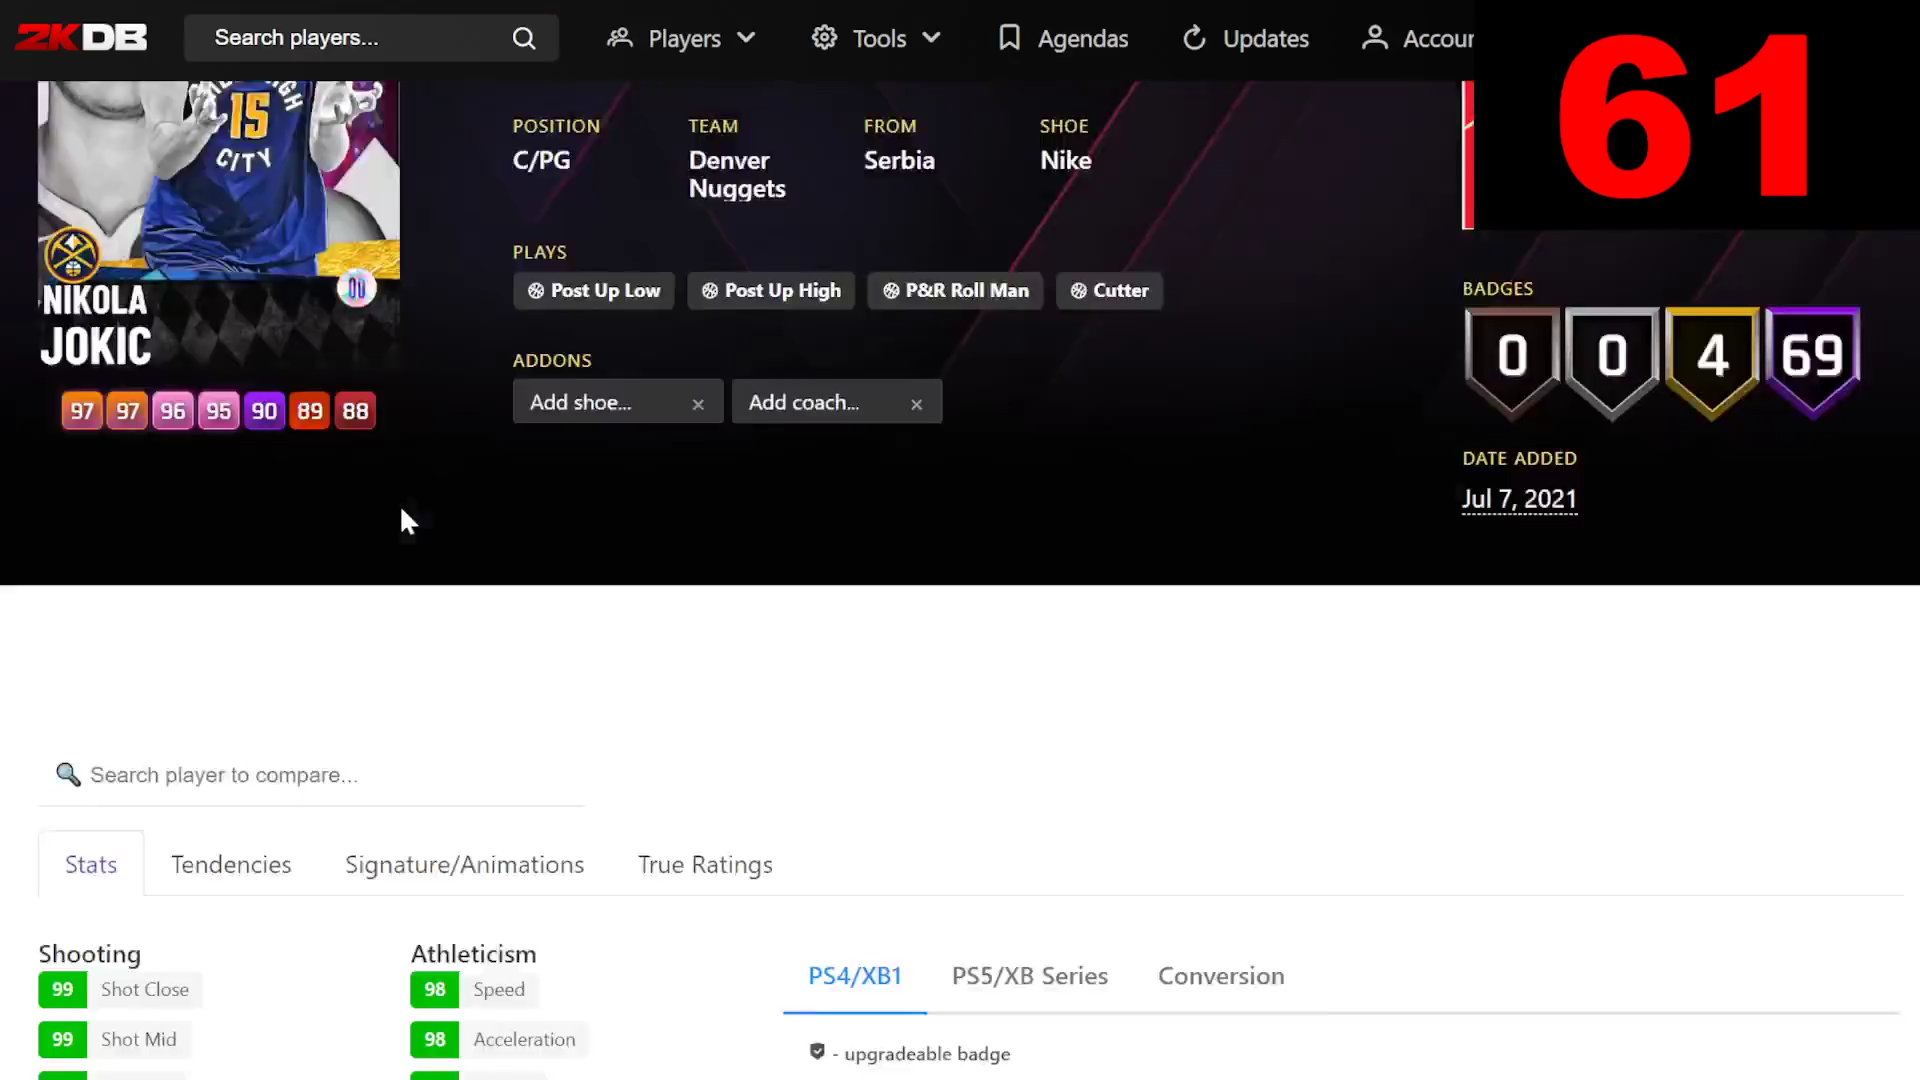 2KDB
Search players...
Players
Tools
Agendas
Updates
Accoun
61
15
CITY
NIKOLA
JOKIC
97 97 96 95 90 89 88
POSITION
C/PG
TEAM
Denver
Nuggets
FROM
Serbia
SHOE
Nike
PLAYS
Post Up Low
Post Up High
P&R Roll Man
Cutter
ADDONS
Add shoe... ×
Add coach... ×
BADGES
0 0 4 69
DATE ADDED
Jul 7, 2021
Search player to compare...
Stats
Tendencies
Signature/Animations
True Ratings
Shooting
99 Shot Close
99 Shot Mid
Athleticism
98 Speed
98 Acceleration
PS4/XB1
PS5/XB Series
Conversion
- upgradeable badge